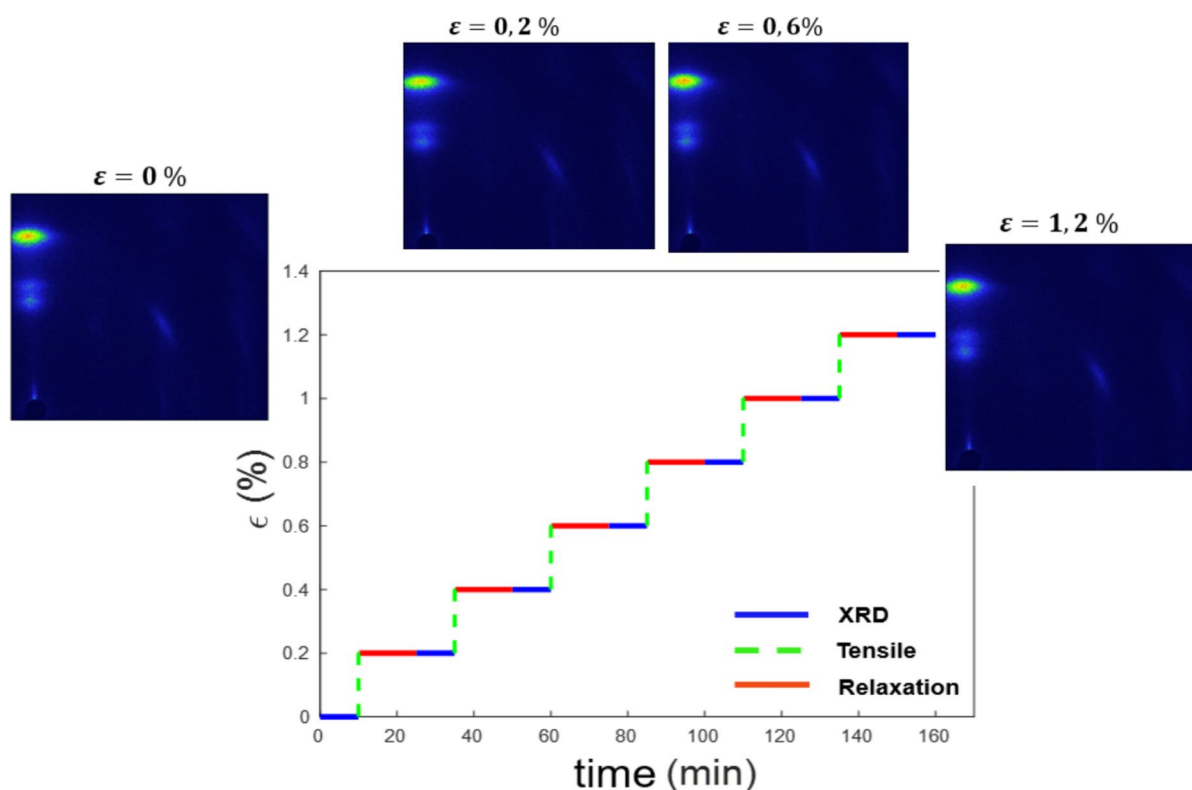 ε = 0,2 %
ε = 0,6%
ε = 0 %
ε = 1,2 %
1.4
1.2
1
0.8
0.6
0.4
0.2
0
ϵ (%)
XRD
Tensile
Relaxation
0 20 40 60 80 100 120 140 160
time (min)